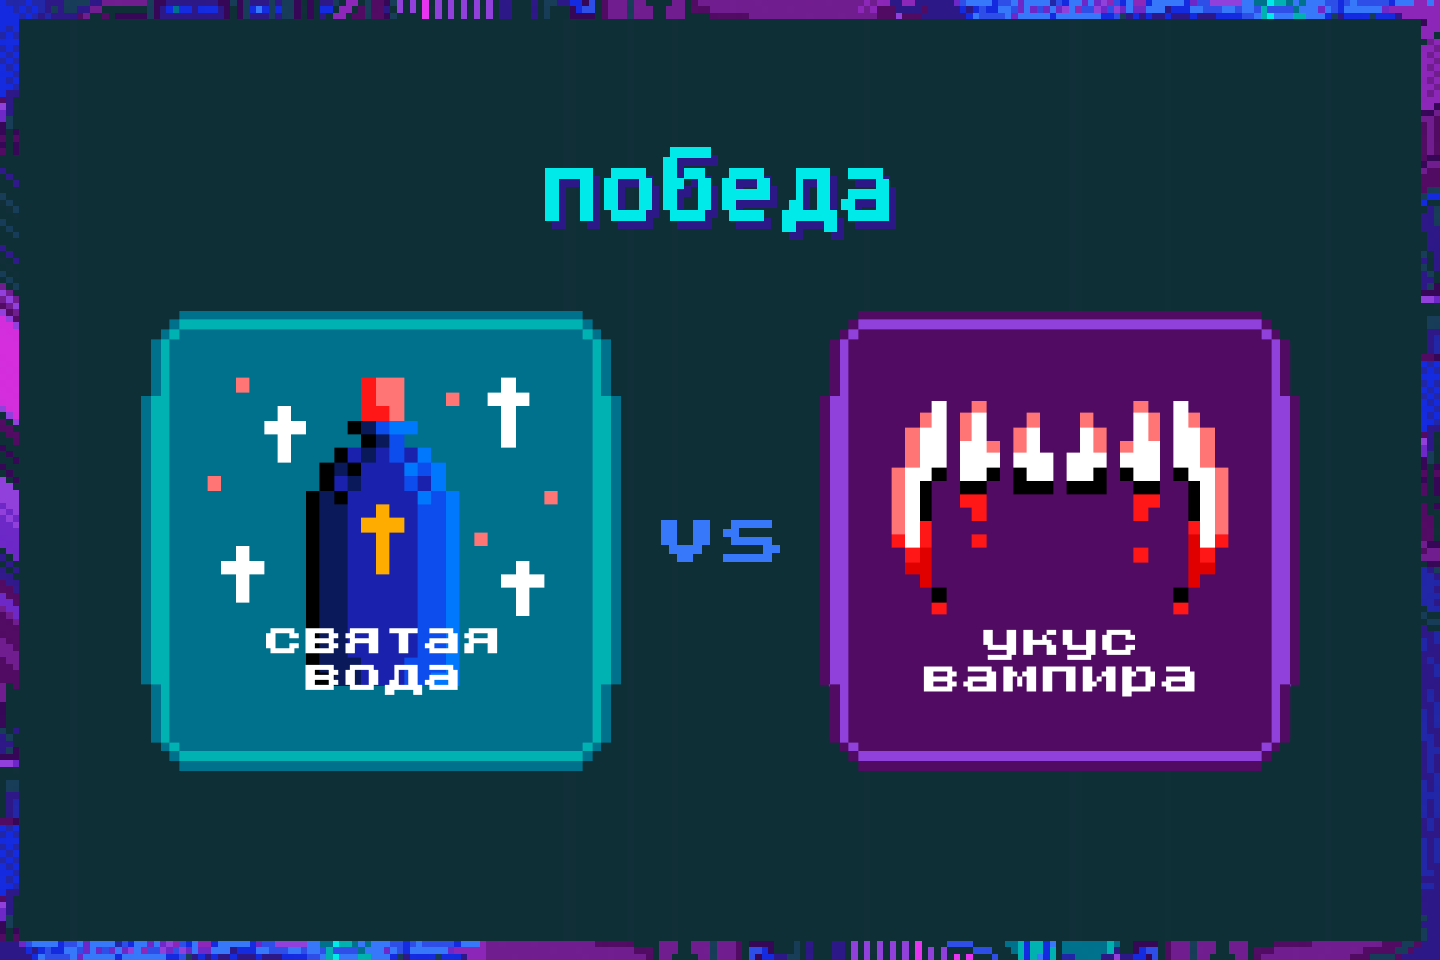 победа
святая
вода
vs
укус
вампира